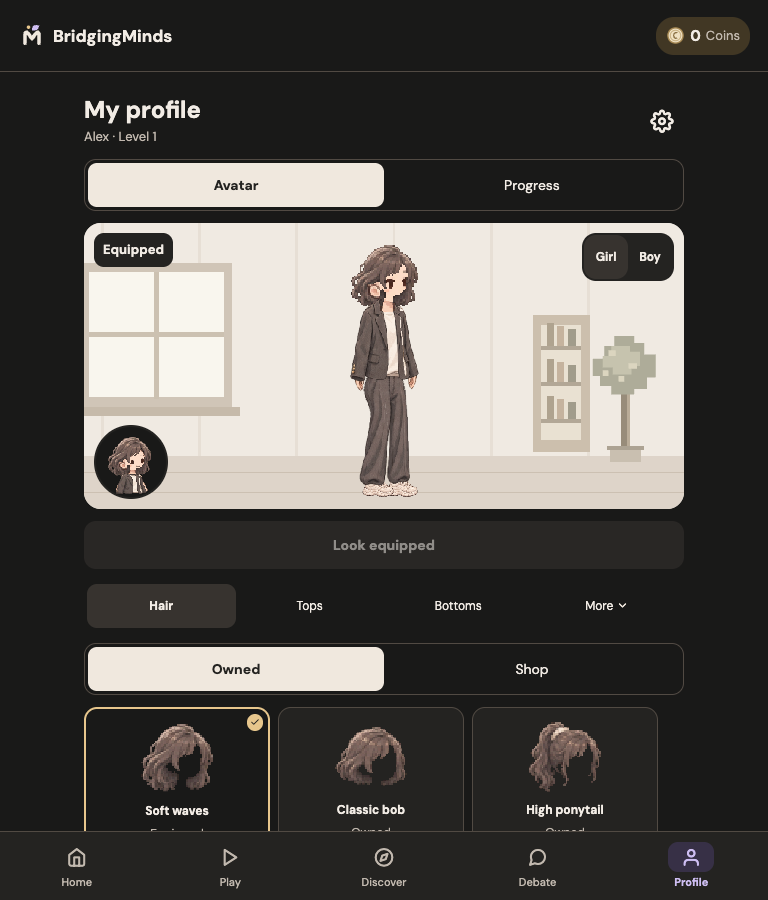 BridgingMinds
0 Coins
My profile
Alex · Level 1
Avatar
Progress
Equipped
Girl
Boy
Look equipped
Hair
Tops
Bottoms
More
Owned
Shop
Soft waves
Classic bob
High ponytail
Home
Play
Discover
Debate
Profile